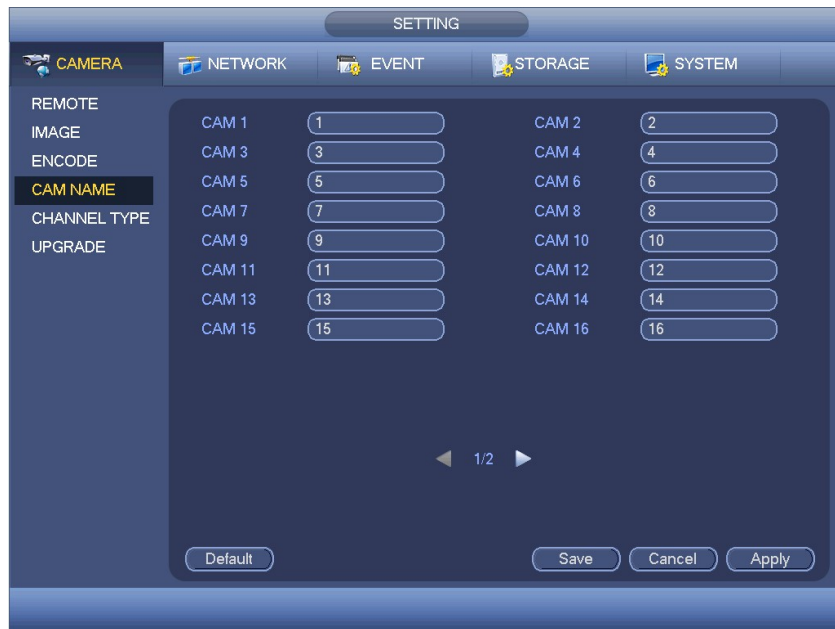 SETTING
CAMERA NETWORK EVENT STORAGE SYSTEM
REMOTE
IMAGE
ENCODE
CAM NAME
CHANNEL TYPE
UPGRADE
CAM 1 1 CAM 2 2
CAM 3 3 CAM 4 4
CAM 5 5 CAM 6 6
CAM 7 7 CAM 8 8
CAM 9 9 CAM 10 10
CAM 11 11 CAM 12 12
CAM 13 13 CAM 14 14
CAM 15 15 CAM 16 16
1/2
Default Save Cancel Apply